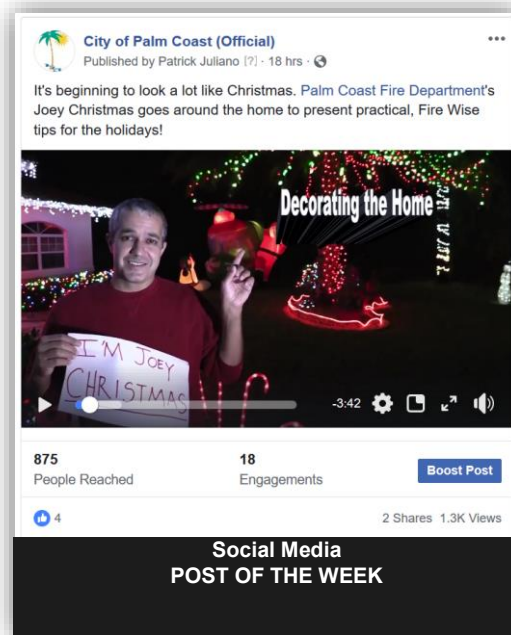 City of Palm Coast (Official)
Published by Patrick Juliano [?] · 18 hrs ·
It's beginning to look a lot like Christmas. Palm Coast Fire Department's
Joey Christmas goes around the home to present practical, Fire Wise
tips for the holidays!
Decorating the Home
I'M JOEY
CHRISTMAS
-3:42
875
People Reached
18
Engagements
Boost Post
4
2 Shares 1.3K Views
Social Media
POST OF THE WEEK